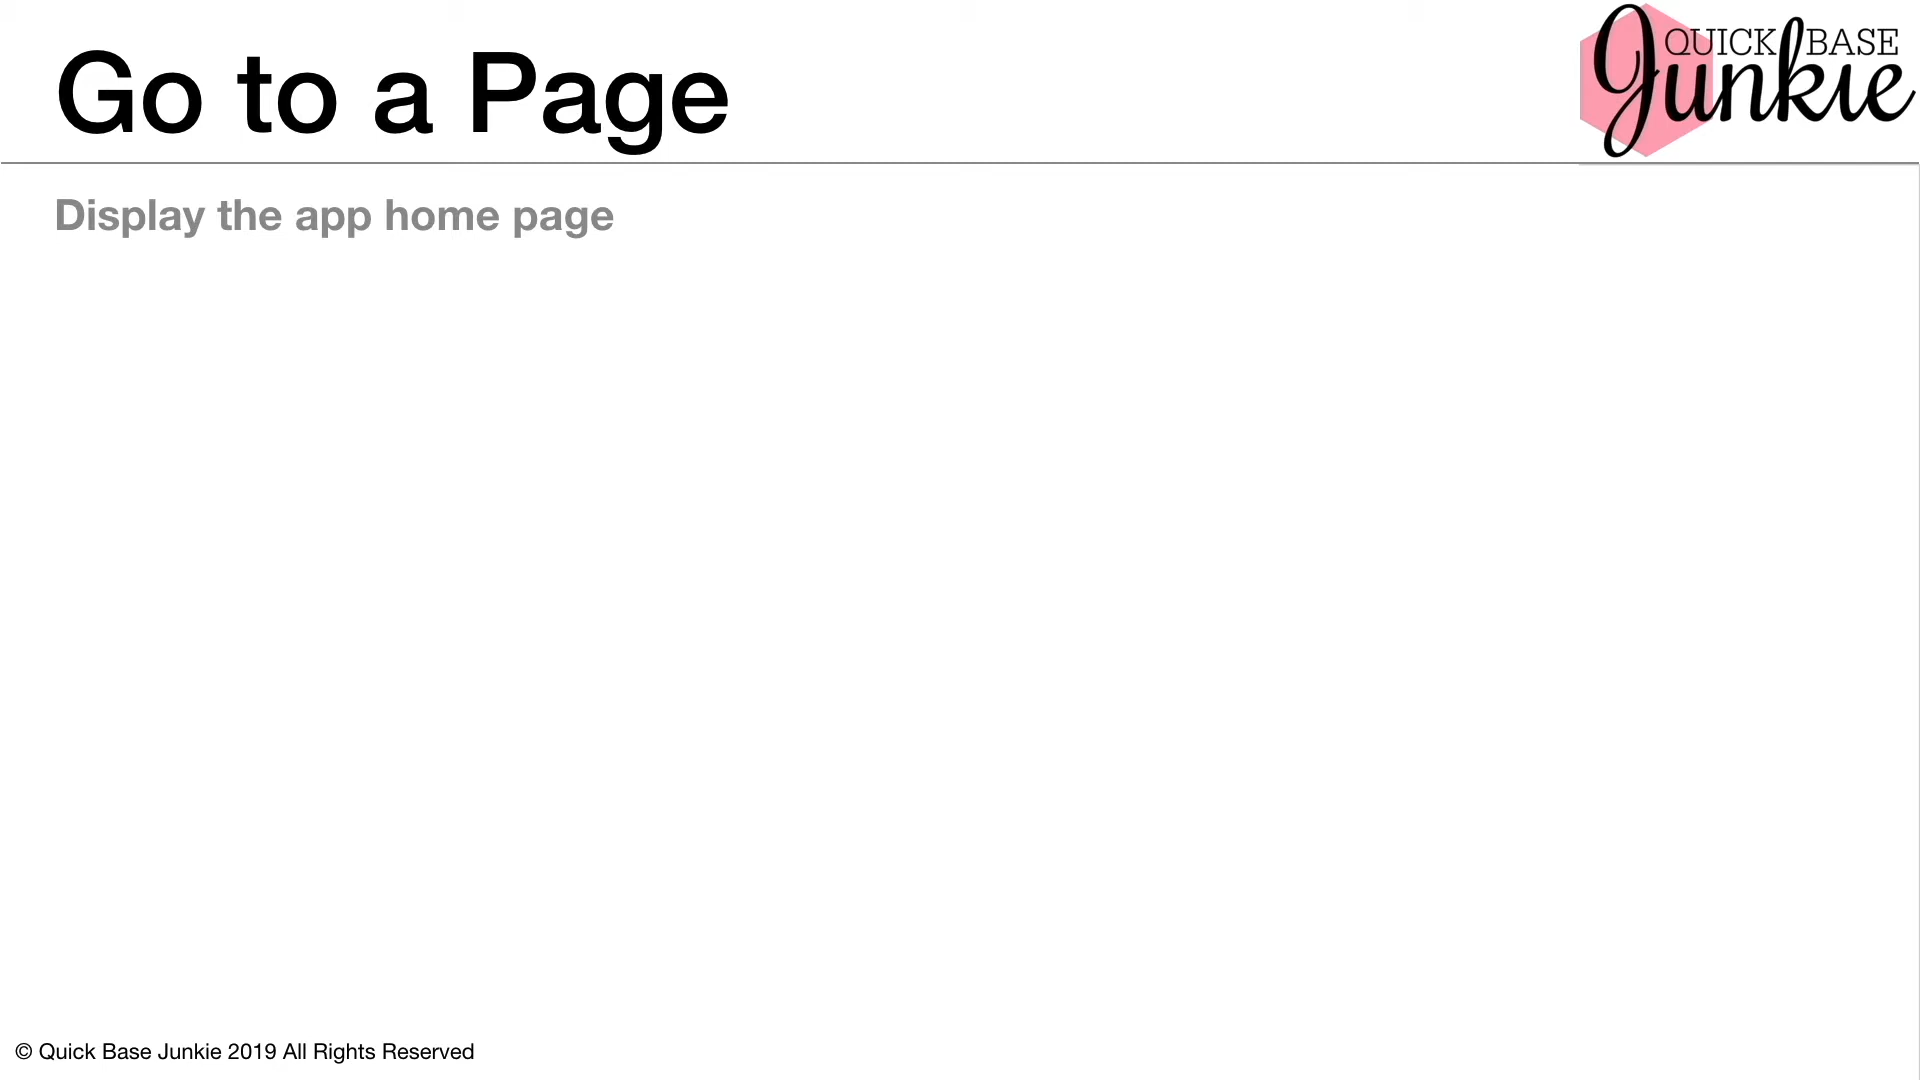 Go to a Page
QUICK BASE
Junkie
Display the app home page
© Quick Base Junkie 2019 All Rights Reserved